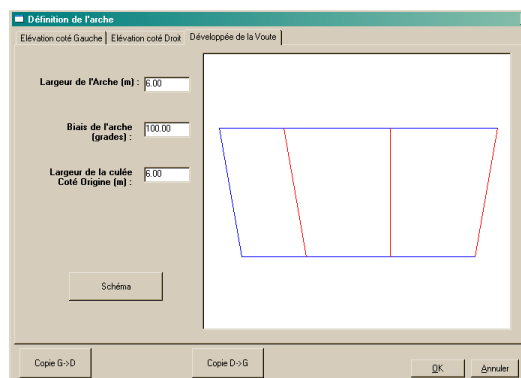 Définition de l'arche
Elévation coté Gauche Elévation coté Droit Développée de la Voute
Largeur de l'Arche (m) : 6.00
Biais de l'arche 100.00
(grades) :
Largeur de la culée 6.00
Coté Origine (m) :
Schéma
Copie G->D Copie D->G OK Annuler